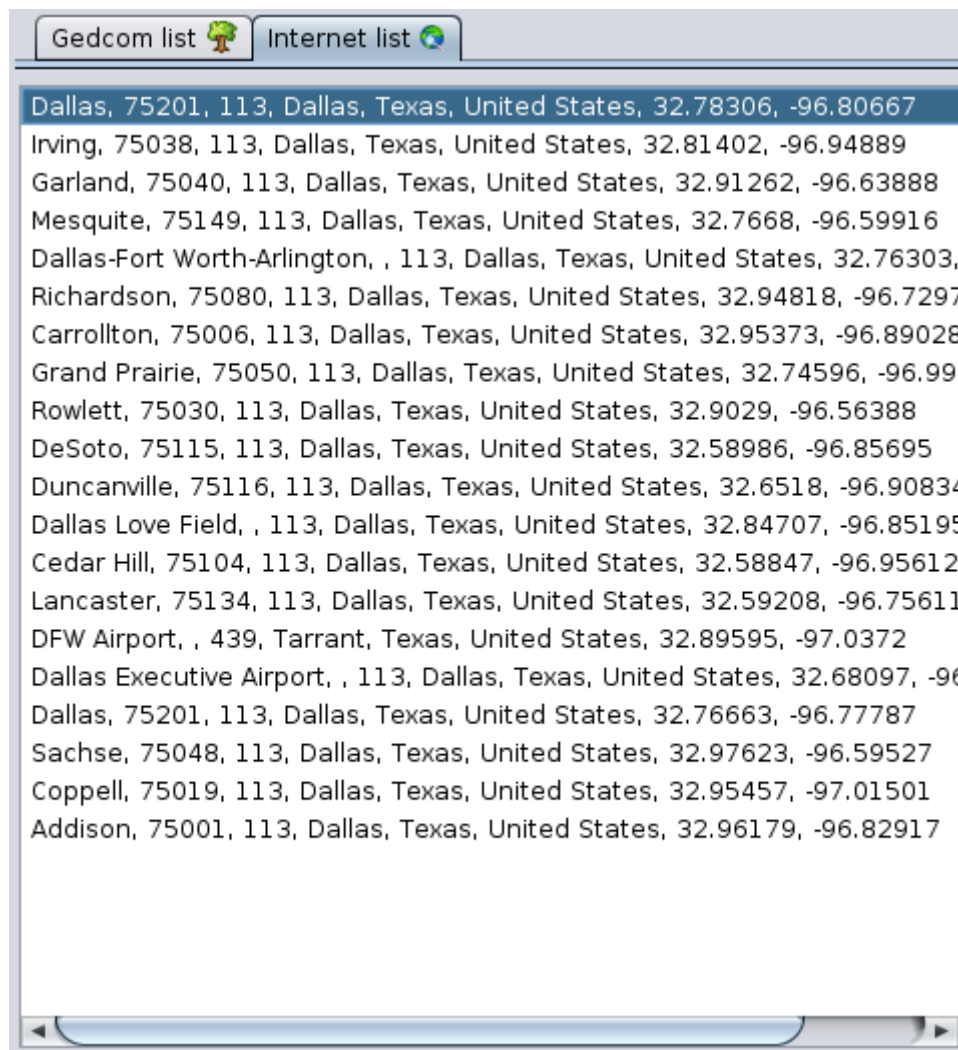 Gedcom list
Internet list
Dallas, 75201, 113, Dallas, Texas, United States, 32.78306, -96.80667
Irving, 75038, 113, Dallas, Texas, United States, 32.81402, -96.94889
Garland, 75040, 113, Dallas, Texas, United States, 32.91262, -96.63888
Mesquite, 75149, 113, Dallas, Texas, United States, 32.7668, -96.59916
Dallas-Fort Worth-Arlington, , 113, Dallas, Texas, United States, 32.76303,
Richardson, 75080, 113, Dallas, Texas, United States, 32.94818, -96.7297
Carrollton, 75006, 113, Dallas, Texas, United States, 32.95373, -96.89028
Grand Prairie, 75050, 113, Dallas, Texas, United States, 32.74596, -96.99
Rowlett, 75030, 113, Dallas, Texas, United States, 32.9029, -96.56388
DeSoto, 75115, 113, Dallas, Texas, United States, 32.58986, -96.85695
Duncanville, 75116, 113, Dallas, Texas, United States, 32.6518, -96.90834
Dallas Love Field, , 113, Dallas, Texas, United States, 32.84707, -96.85195
Cedar Hill, 75104, 113, Dallas, Texas, United States, 32.58847, -96.95612
Lancaster, 75134, 113, Dallas, Texas, United States, 32.59208, -96.75611
DFW Airport, , 439, Tarrant, Texas, United States, 32.89595, -97.0372
Dallas Executive Airport, , 113, Dallas, Texas, United States, 32.68097, -96
Dallas, 75201, 113, Dallas, Texas, United States, 32.76663, -96.77787
Sachse, 75048, 113, Dallas, Texas, United States, 32.97623, -96.59527
Coppell, 75019, 113, Dallas, Texas, United States, 32.95457, -97.01501
Addison, 75001, 113, Dallas, Texas, United States, 32.96179, -96.82917